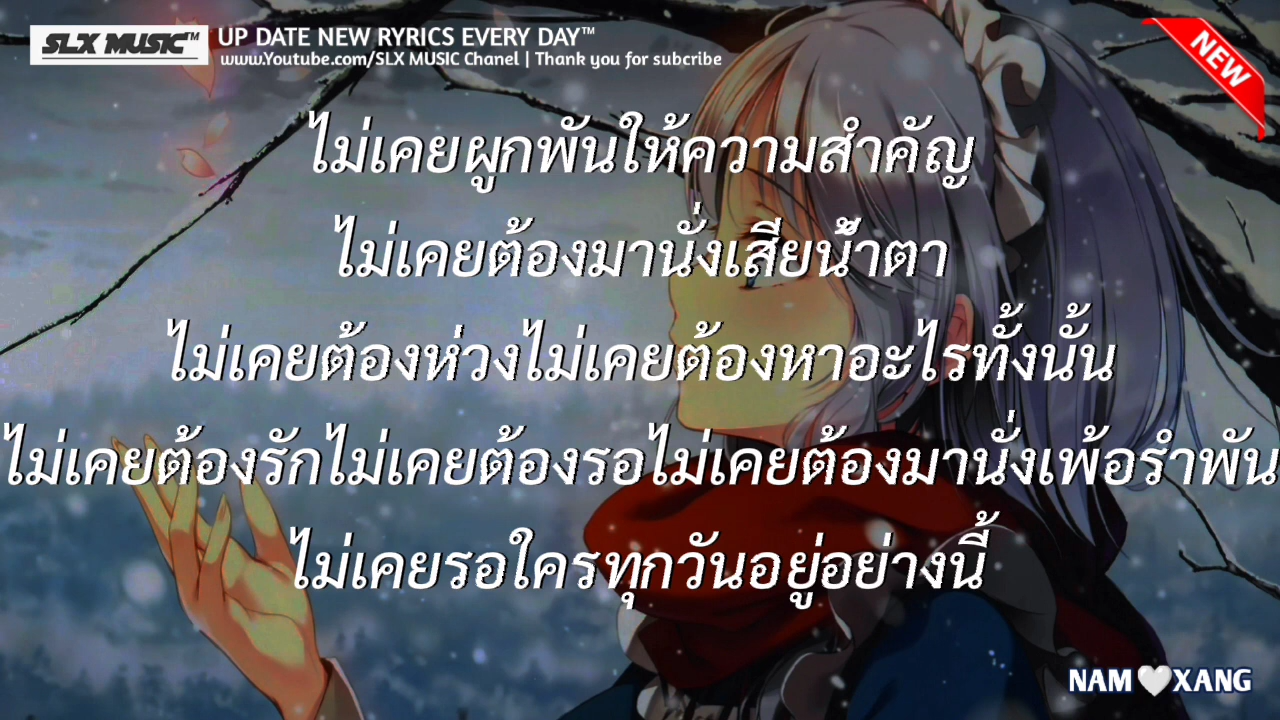 SLX MUSIC™
UP DATE NEW RYRICS EVERY DAY™
www.Youtube.com/SLX MUSIC Chanel | Thank you for subcribe
NEW
ไม่เคยผูกพันให้ความสำคัญ
ไม่เคยต้องมานั่งเสียน้ำตา
ไม่เคยต้องห่วงไม่เคยต้องหาอะไรทั้งนั้น
ไม่เคยต้องรักไม่เคยต้องรอไม่เคยต้องมานั่งเพ้อรำพัน
ไม่เคยรอใครทุกวันอยู่อย่างนี้
NAM🤍XANG